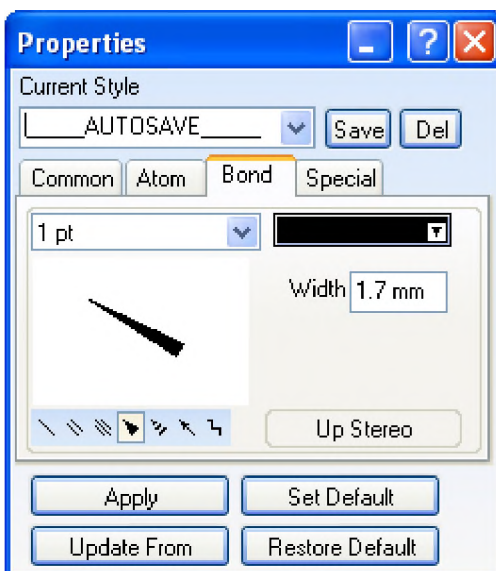 Properties
Current Style
____AUTOSAVE____ Save Del
Common Atom Bond Special
1 pt
Width 1.7 mm
Up Stereo
Apply Set Default
Update From Restore Default